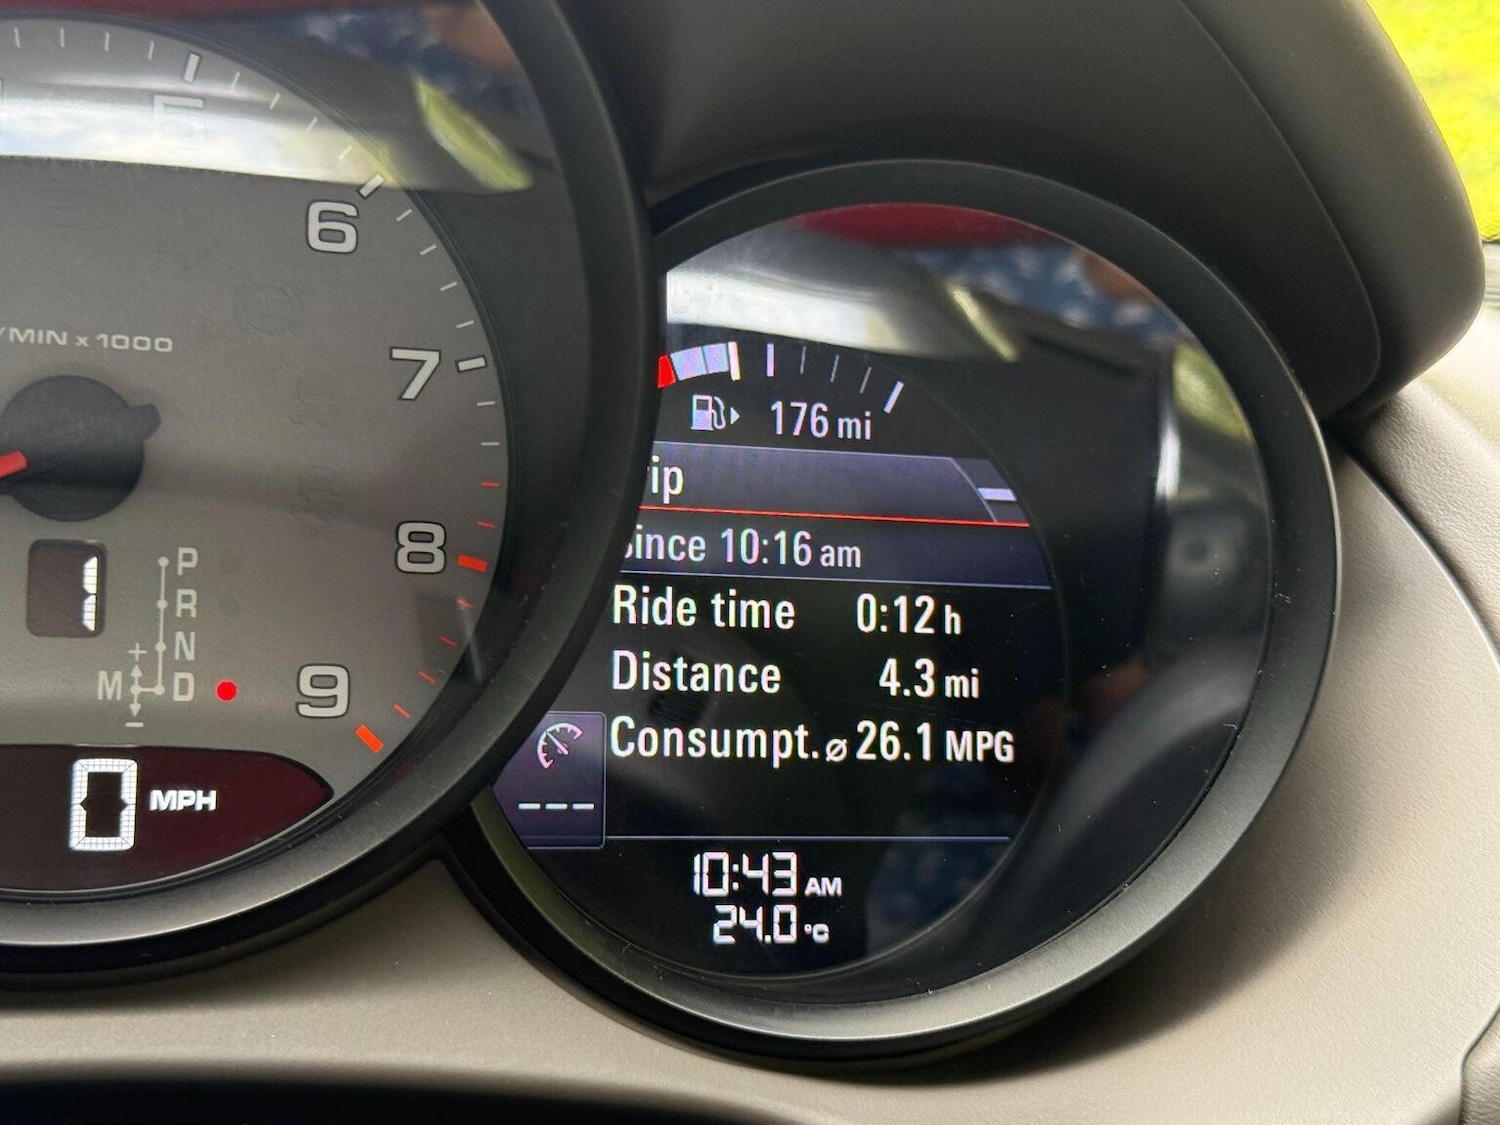 5
6
/MIN x 1000
7
8
9
1
P
R
N
D
M
+
−
0 MPH
176 mi
ip
ince 10:16 am
Ride time 0:12 h
Distance 4.3 mi
Consumpt. ⌀ 26.1 MPG
---
10:43 AM
24.0 °C